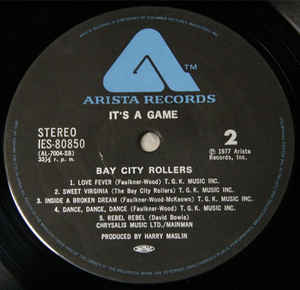 TM
ARISTA RECORDS
IT'S A GAME
STEREO
IES-80850
(AL-7004-SB)
33⅓ r. p. m.
2
℗ 1977 Arista
Records, Inc.
BAY CITY ROLLERS
1. LOVE FEVER (Faulkner-Wood) T. G. K. MUSIC INC.
2. SWEET VIRGINIA (The Bay City Rollers) T. G. K. MUSIC INC.
3. INSIDE A BROKEN DREAM (Faulkner-Wood-McKeown) T. G. K. MUSIC INC.
4. DANCE, DANCE, DANCE (Faulkner-Wood) T. G. K. MUSIC INC.
5. REBEL REBEL (David Bowie)
CHRYSALIS MUSIC LTD./MAINMAN
PRODUCED BY HARRY MASLIN